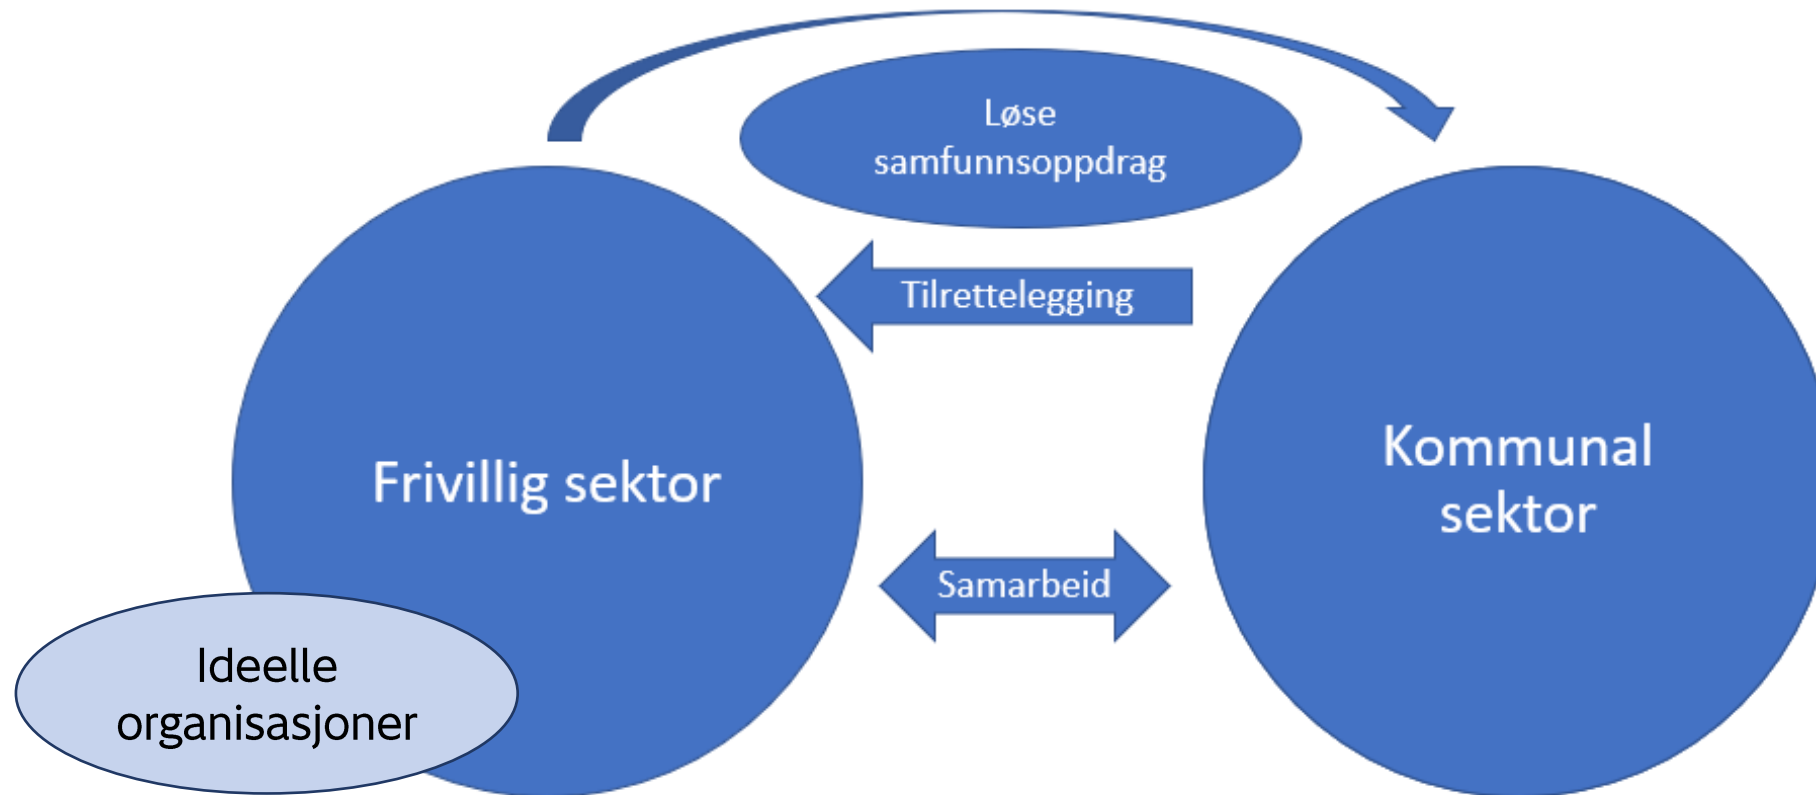 Løse
samfunnsoppdrag
Tilrettelegging
Frivillig sektor
Kommunal
sektor
Samarbeid
Ideelle
organisasjoner